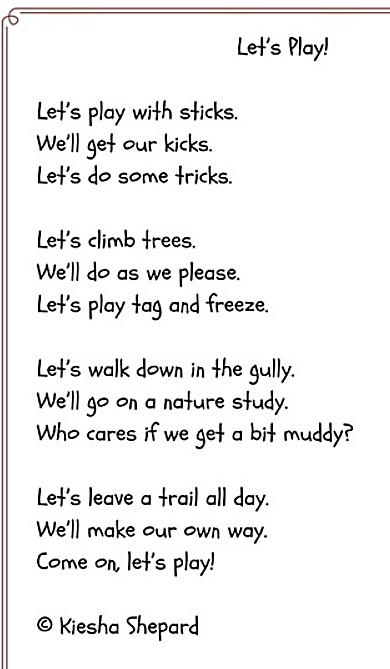 Let's Play!
Let's play with sticks.
We'll get our kicks.
Let's do some tricks.
Let's climb trees.
We'll do as we please.
Let's play tag and freeze.
Let's walk down in the gully.
We'll go on a nature study.
Who cares if we get a bit muddy?
Let's leave a trail all day.
We'll make our own way.
Come on, let's play!
© Kiesha Shepard